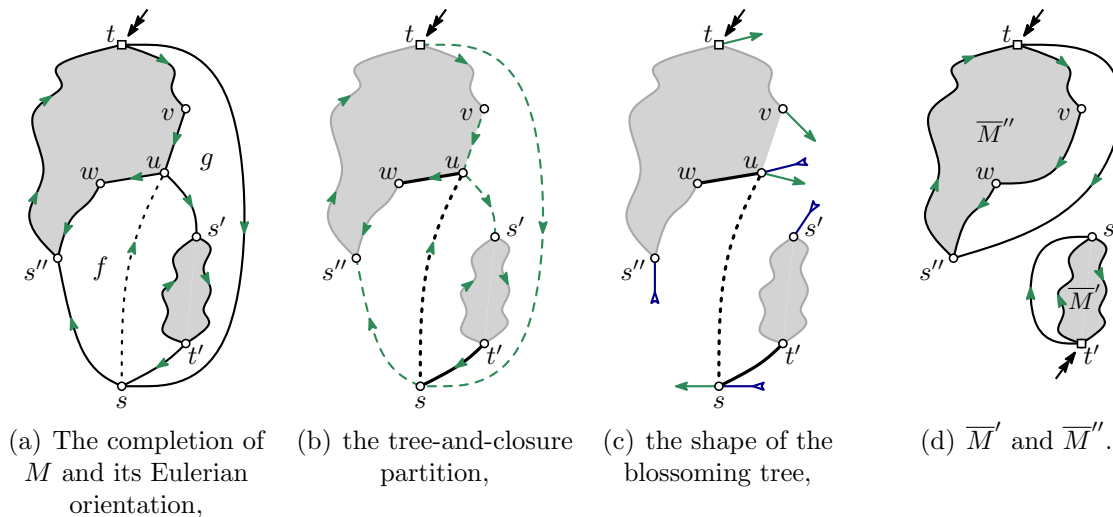 t
v
g
u
w
s'
s''
f
t'
s
(a) The completion of
M and its Eulerian
orientation,
t
v
u
w
s'
s''
t'
s
(b) the tree-and-closure
partition,
t
v
u
w
s'
s''
t'
s
(c) the shape of the
blossoming tree,
t
v
M̅''
w
s
s''
M̅'
t'
(d) M̅' and M̅''.